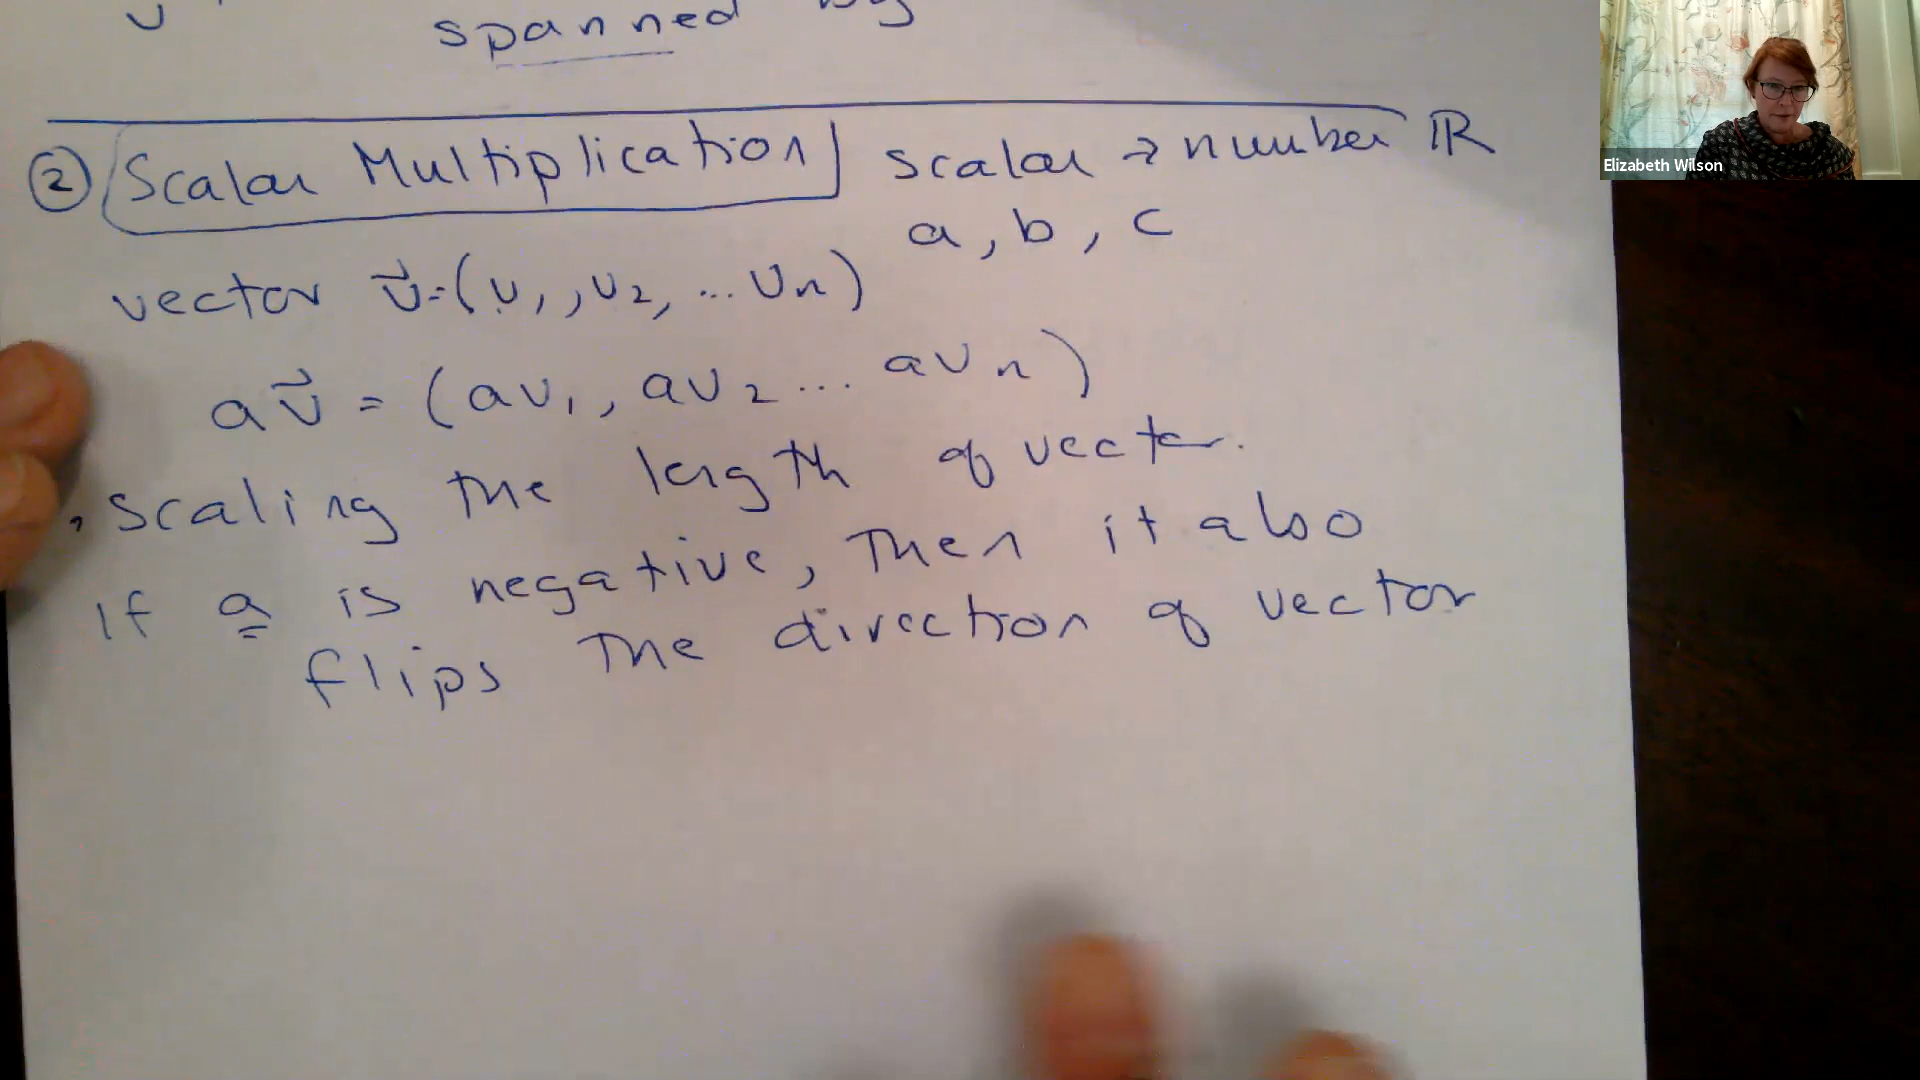 spanned by
② Scalar Multiplication scalar → number ℝ
a, b, c
vector v⃗ = (v₁, v₂, ... vₙ)
av⃗ = (av₁, av₂ ... avₙ)
scaling the length of vector.
If a is negative, then it also
flips the direction of vector
Elizabeth Wilson